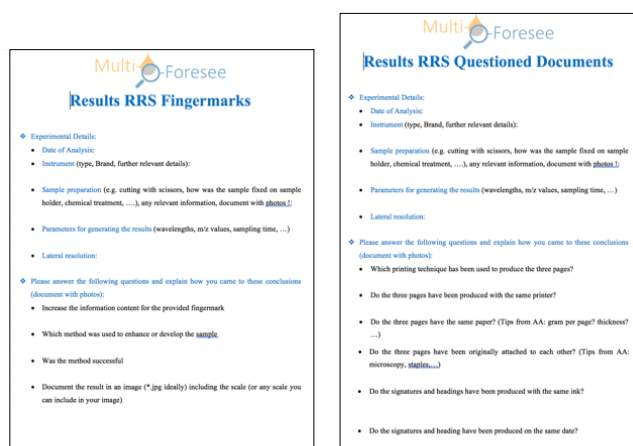 Multi-Foresee
Results RRS Fingermarks
❖ Experimental Details:
• Date of Analysis:
• Instrument (type, Brand, further relevant details):
• Sample preparation (e.g. cutting with scissors, how was the sample fixed on sample
holder, chemical treatment, ….), any relevant information, document with photos !:
• Parameters for generating the results (wavelengths, m/z values, sampling time, …)
• Lateral resolution:
❖ Please answer the following questions and explain how you came to these conclusions
(document with photos):
• Increase the information content for the provided fingermark
• Which method was used to enhance or develop the sample
• Was the method successful
• Document the result in an image (*.jpg ideally) including the scale (or any scale you
can include in your image)
Multi-Foresee
Results RRS Questioned Documents
❖ Experimental Details:
• Date of Analysis:
• Instrument (type, Brand, further relevant details):
• Sample preparation (e.g. cutting with scissors, how was the sample fixed on sample
holder, chemical treatment, ….), any relevant information, document with photos !:
• Parameters for generating the results (wavelengths, m/z values, sampling time, …)
• Lateral resolution:
❖ Please answer the following questions and explain how you came to these conclusions
(document with photos):
• Which printing technique has been used to produce the three pages?
• Do the three pages have been produced with the same printer?
• Do the three pages have the same paper? (Tips from AA: gram per page? thickness?
…)
• Do the three pages have been originally attached to each other? (Tips from AA:
microscopy, staples,…)
• Do the signatures and headings have been produced with the same ink?
• Do the signatures and heading have been produced on the same date?